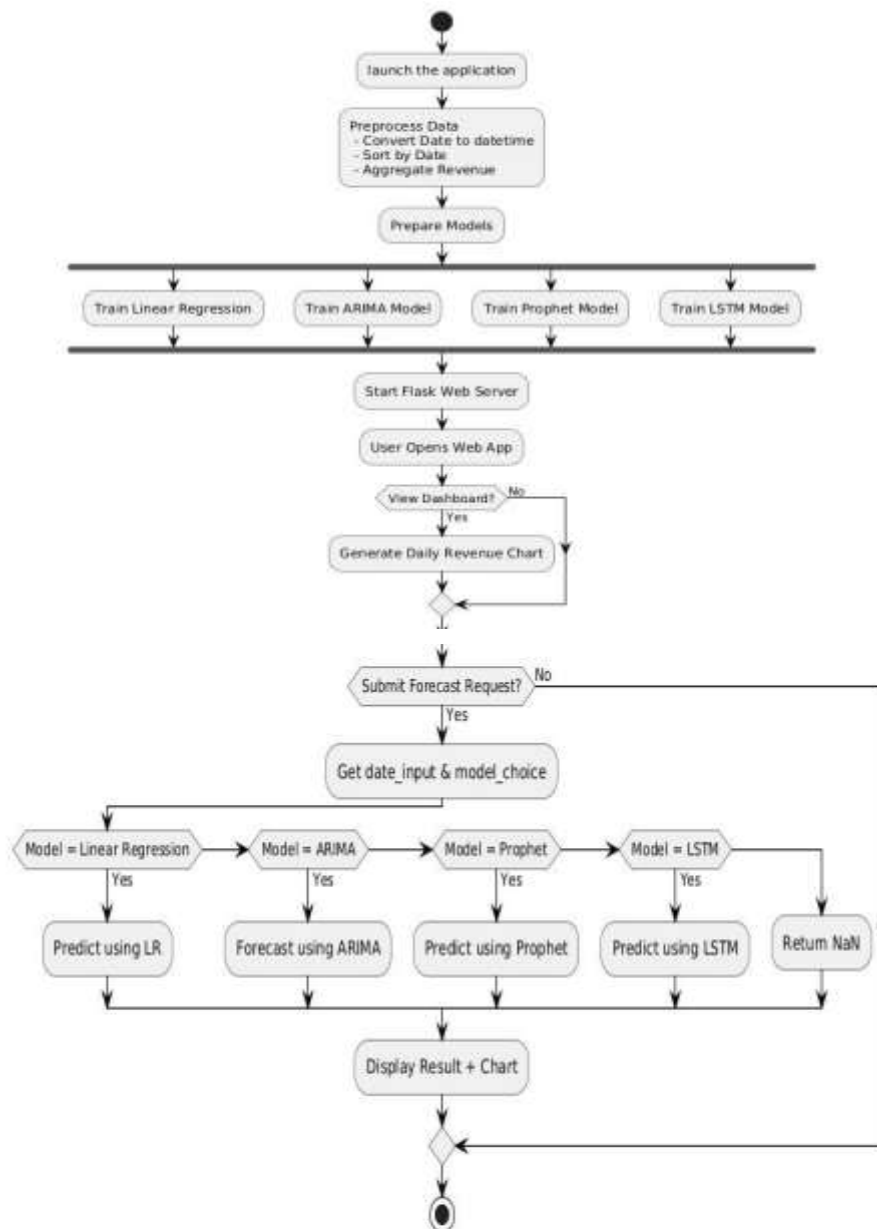 launch the application
Preprocess Data
- Convert Date to datetime
- Sort by Date
- Aggregate Revenue
Prepare Models
Train Linear Regression
Train ARIMA Model
Train Prophet Model
Train LSTM Model
Start Flask Web Server
User Opens Web App
View Dashboard?
No
Yes
Generate Daily Revenue Chart
Submit Forecast Request?
No
Yes
Get date_input & model_choice
Model = Linear Regression
Model = ARIMA
Model = Prophet
Model = LSTM
Yes
Yes
Yes
Yes
Predict using LR
Forecast using ARIMA
Predict using Prophet
Predict using LSTM
Return NaN
Display Result + Chart